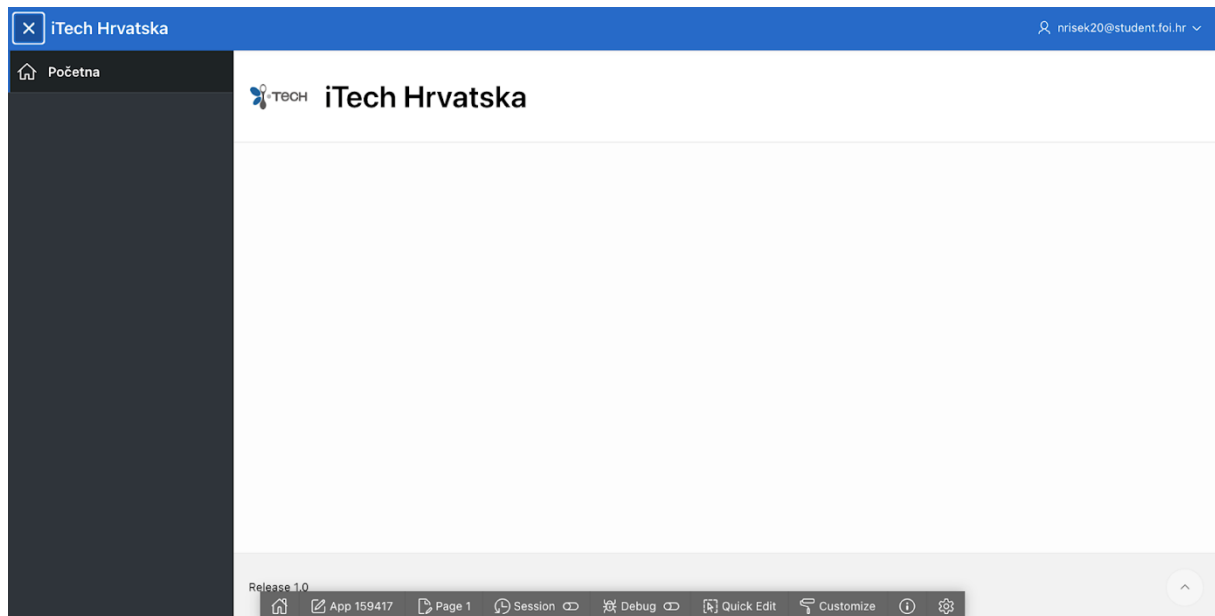 iTech Hrvatska
nrisek20@student.foi.hr
Početna
i-TECH iTech Hrvatska
Release 1.0
App 159417 Page 1 Session Debug Quick Edit Customize